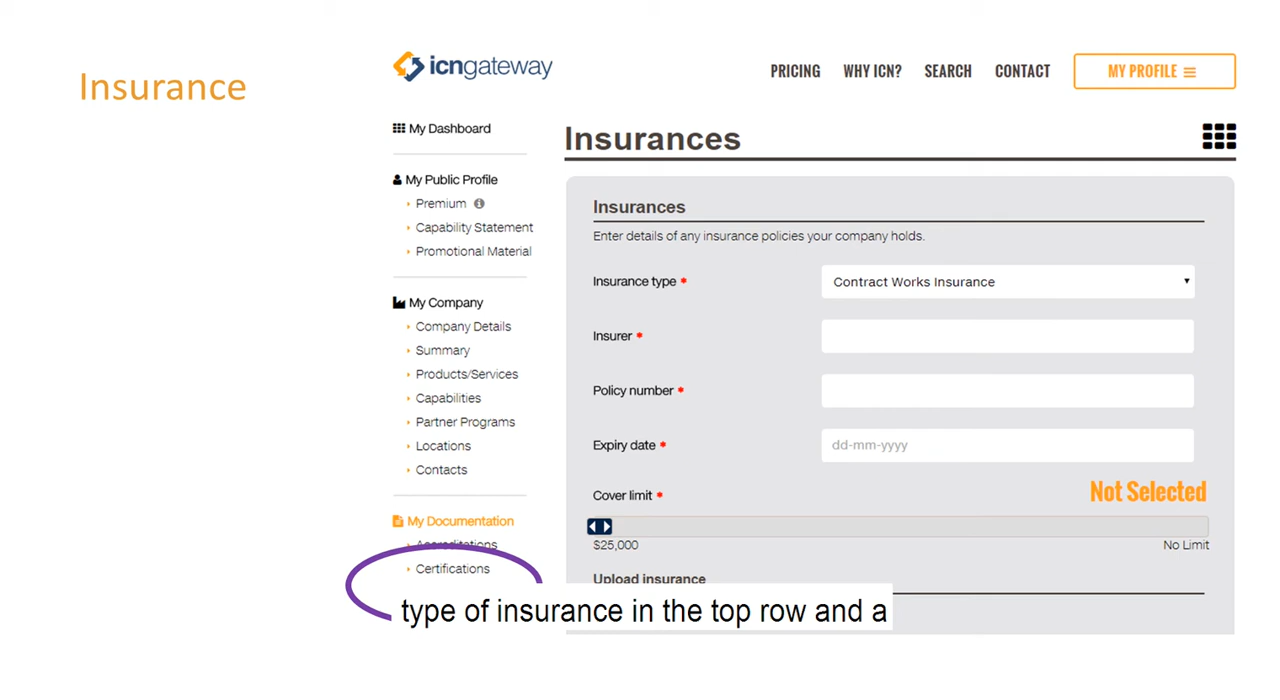 Insurance
icngateway
PRICING WHY ICN? SEARCH CONTACT MY PROFILE
My Dashboard
My Public Profile
Premium
Capability Statement
Promotional Material
My Company
Company Details
Summary
Products/Services
Capabilities
Partner Programs
Locations
Contacts
My Documentation
Accreditations
Certifications
Insurances
Insurances
Enter details of any insurance policies your company holds.
Insurance type * Contract Works Insurance
Insurer *
Policy number *
Expiry date * dd-mm-yyyy
Cover limit * Not Selected
$25,000 No Limit
Upload insurance
type of insurance in the top row and a